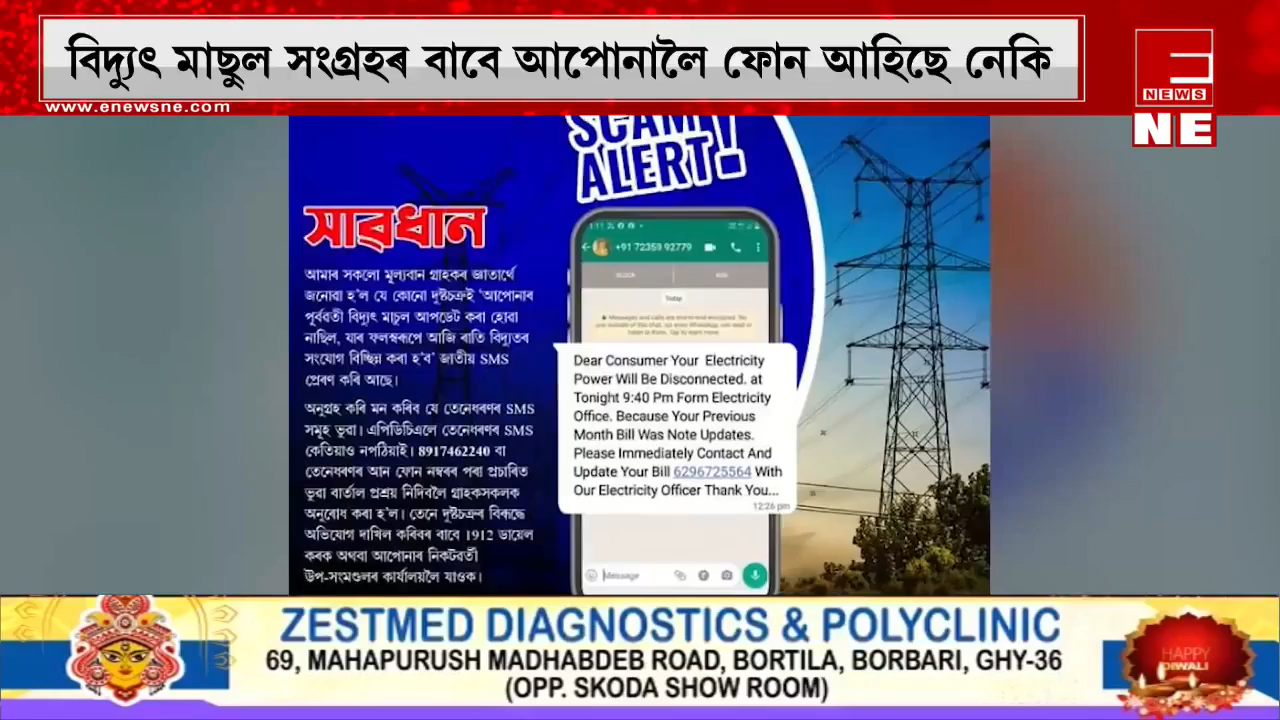 বিদ্যুৎ মাছুল সংগ্ৰহৰ বাবে আপোনালৈ ফোন আহিছে নেকি
www.enewsne.com
NEWS
NE
SCAM
ALERT!
সাৱধান
আমাৰ সকলো মূল্যবান গ্ৰাহকৰ জ্ঞাতাৰ্থে
জনোৱা হ'ল যে কোনো দুষ্টচক্ৰই 'আপোনাৰ
পূৰ্বৱৰ্তী বিদ্যুৎ মাচুল আপডেট কৰা হোৱা
নাছিল, যাৰ ফলস্বৰূপে আজি ৰাতি বিদ্যুতৰ
সংযোগ বিচ্ছিন্ন কৰা হ'ব' জাতীয় SMS
প্ৰেৰণ কৰি আছে।
অনুগ্ৰহ কৰি মন কৰিব যে তেনেধৰণৰ SMS
সমূহ ভুৱা। এপিডিচিএলে তেনেধৰণৰ SMS
কেতিয়াও নপঠিয়াই। 8917462240 বা
তেনেধৰণৰ আন ফোন নম্বৰৰ পৰা প্ৰচাৰিত
ভুৱা বাৰ্তাল প্ৰশ্ৰয় নিদিবলৈ গ্ৰাহকসকলক
অনুৰোধ কৰা হ'ল। তেনে দুষ্টচক্ৰৰ বিৰূদ্ধে
অভিযোগ দাখিল কৰিবৰ বাবে 1912 ডায়েল
কৰক অথবা আপোনাৰ নিকটৱৰ্তী
উপ-সংমণ্ডলৰ কাৰ্যালয়লৈ যাওক।
+91 72359 92779
BLOCK ADD
Today
Dear Consumer Your Electricity
Power Will Be Disconnected. at
Tonight 9:40 Pm Form Electricity
Office. Because Your Previous
Month Bill Was Note Updates.
Please Immediately Contact And
Update Your Bill 6296725564 With
Our Electricity Officer Thank You...
12:26 pm
Message
ZESTMED DIAGNOSTICS & POLYCLINIC
69, MAHAPURUSH MADHABDEB ROAD, BORTILA, BORBARI, GHY-36
(OPP. SKODA SHOW ROOM)
HAPPY
DIWALI